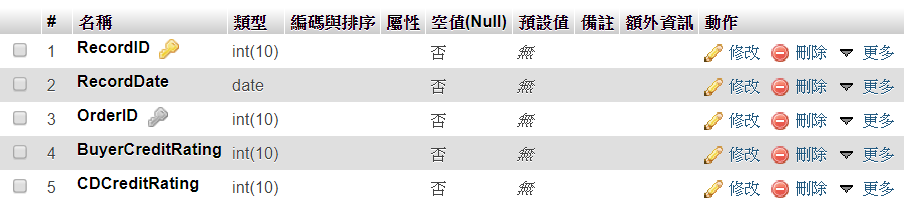 # 名稱 類型 編碼與排序 屬性 空值(Null) 預設值 備註 額外資訊 動作
1 RecordID int(10) 否 無 修改 刪除 更多
2 RecordDate date 否 無 修改 刪除 更多
3 OrderID int(10) 否 無 修改 刪除 更多
4 BuyerCreditRating int(10) 否 無 修改 刪除 更多
5 CDCreditRating int(10) 否 無 修改 刪除 更多